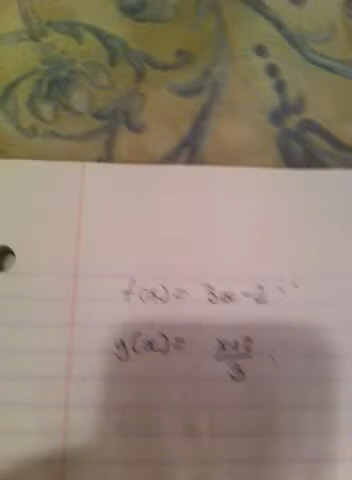 f(x) = 3x - 2,
y(x) = x+2/3,